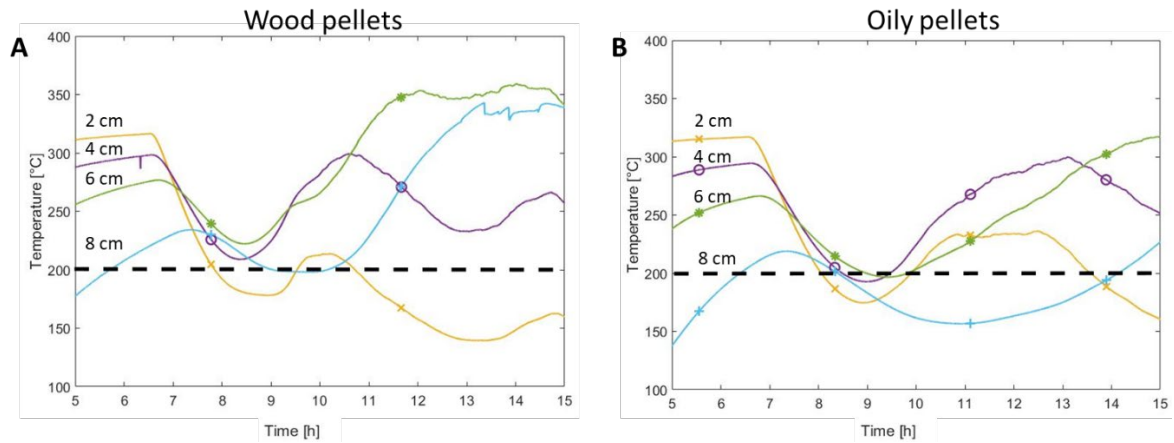 Wood pellets
A
400
350
300
250
200
150
100
Temperature [°C]
2 cm
4 cm
6 cm
8 cm
5 6 7 8 9 10 11 12 13 14 15
Time [h]
Oily pellets
B
400
350
300
250
200
150
100
Temperature [°C]
2 cm
4 cm
6 cm
8 cm
5 6 7 8 9 10 11 12 13 14 15
Time [h]